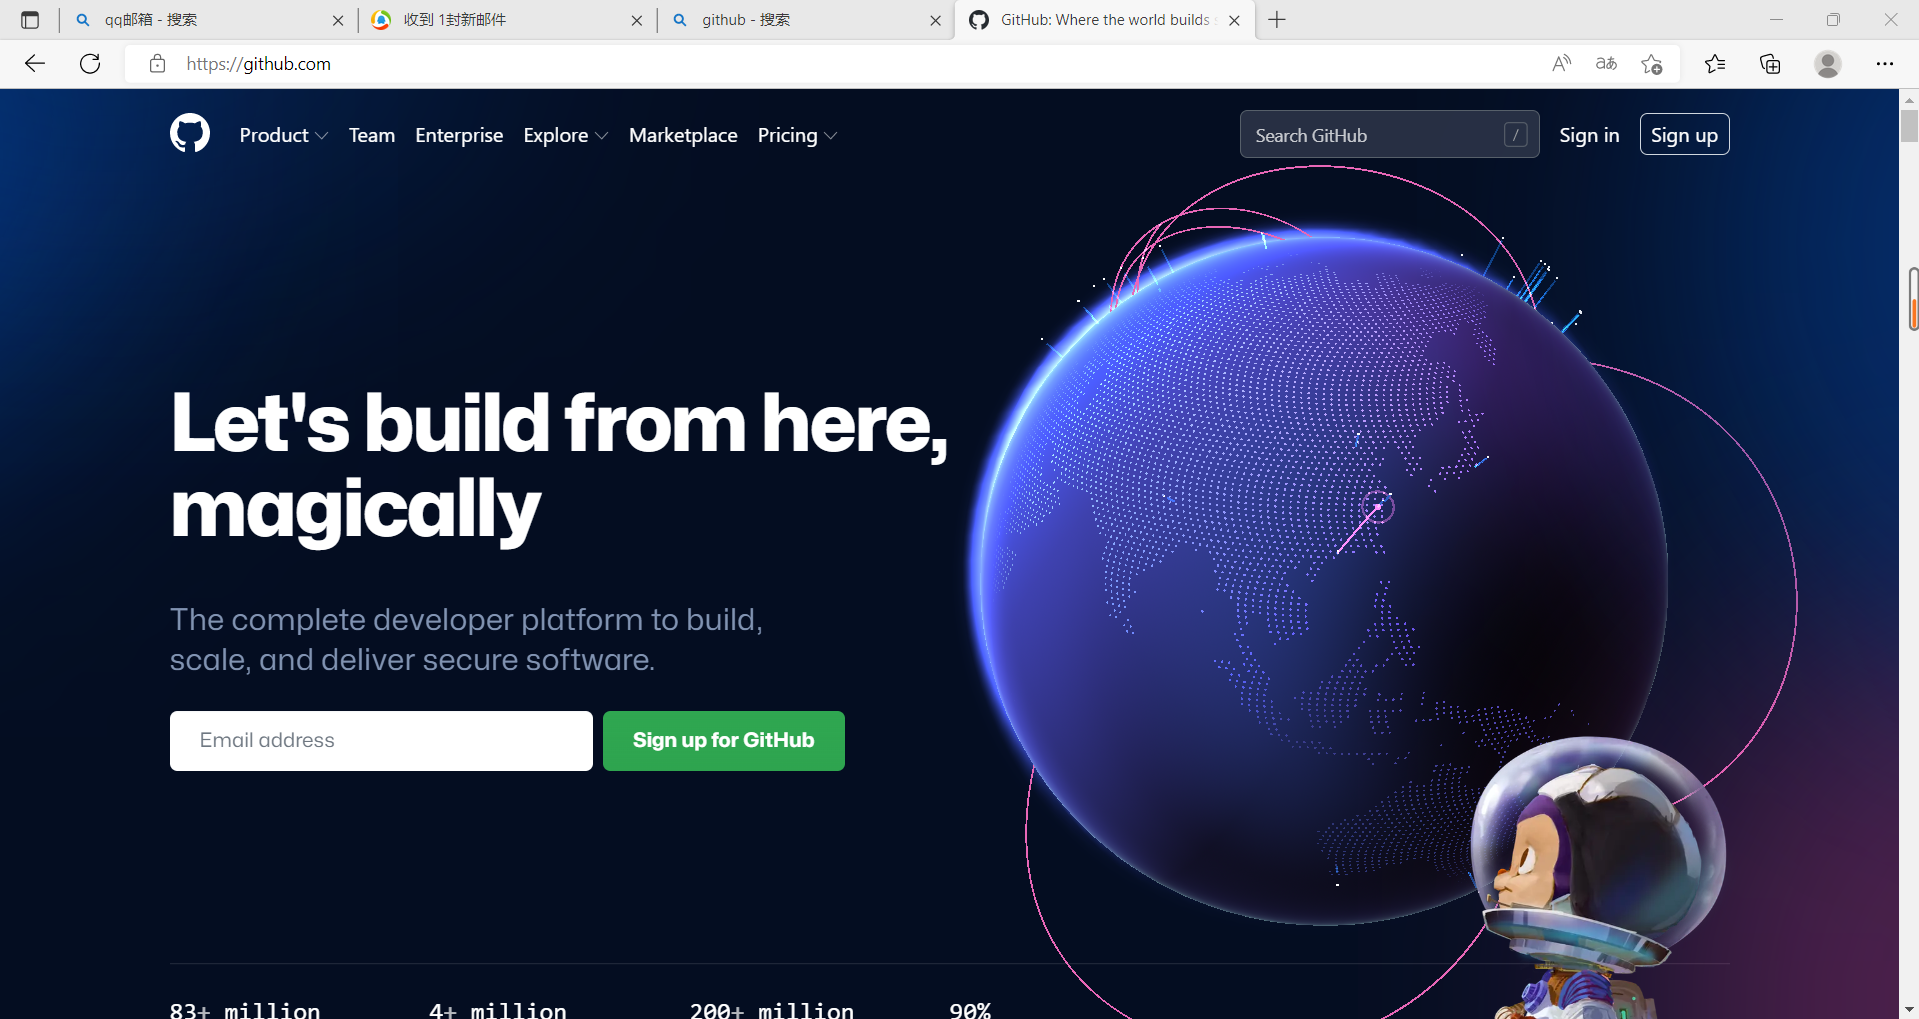 qq邮箱 - 搜索
收到 1封新邮件
github - 搜索
GitHub: Where the world builds
https://github.com
Product
Team
Enterprise
Explore
Marketplace
Pricing
Search GitHub
/
Sign in
Sign up
Let's build from here,
magically
The complete developer platform to build,
scale, and deliver secure software.
Email address
Sign up for GitHub
83+ million
4+ million
200+ million
90%